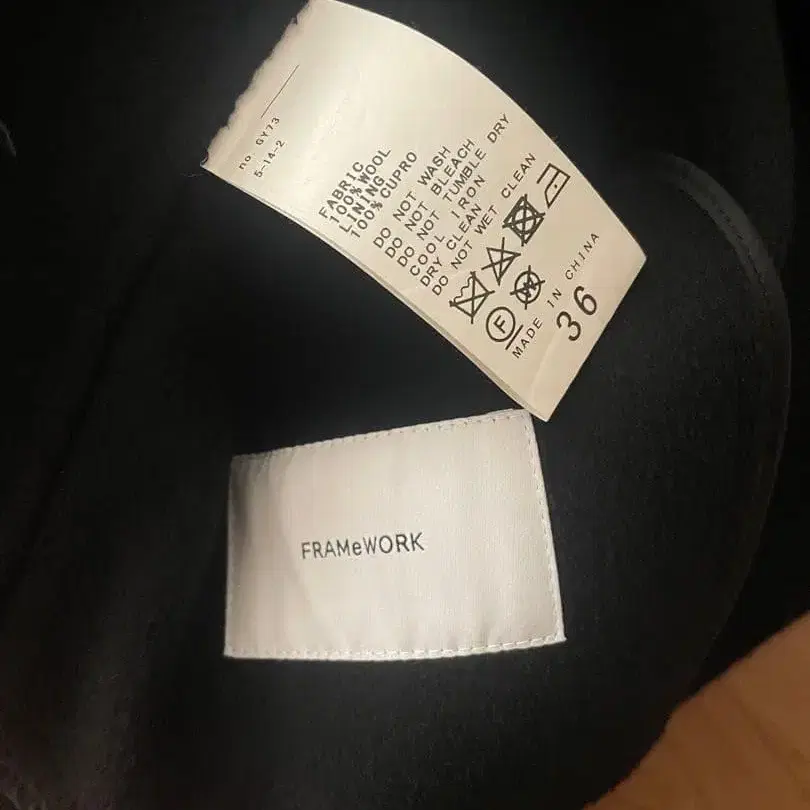 no. GY73
5-14-2
FABRIC
100%WOOL
LINING
100%CUPRO
DO NOT WASH
DO NOT BLEACH
DO NOT TUMBLE DRY
COOL IRON
DRY CLEAN
DO NOT WET CLEAN
F
W
MADE IN CHINA
36
FRAMeWORK